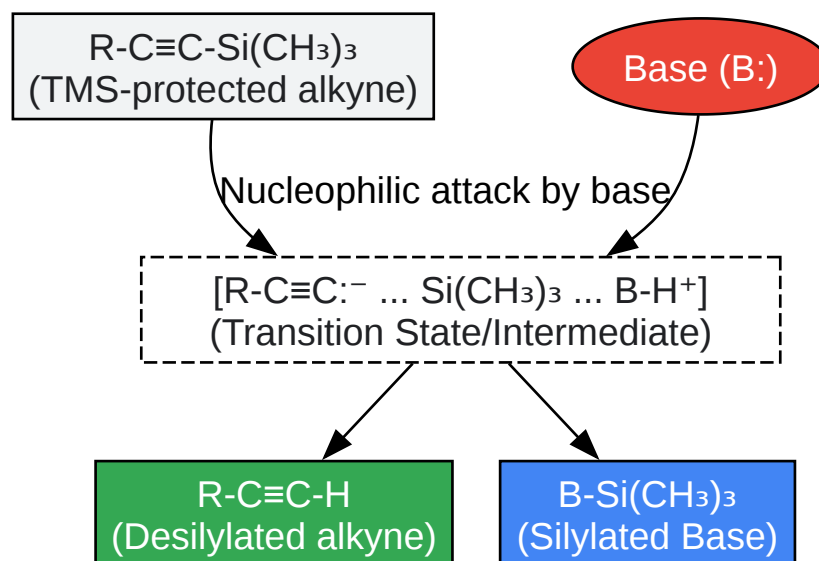 R-C≡C-Si(CH₃)₃
(TMS-protected alkyne)
Base (B:)
Nucleophilic attack by base
[R-C≡C:⁻ ... Si(CH₃)₃ ... B-H⁺]
(Transition State/Intermediate)
R-C≡C-H
(Desilylated alkyne)
B-Si(CH₃)₃
(Silylated Base)